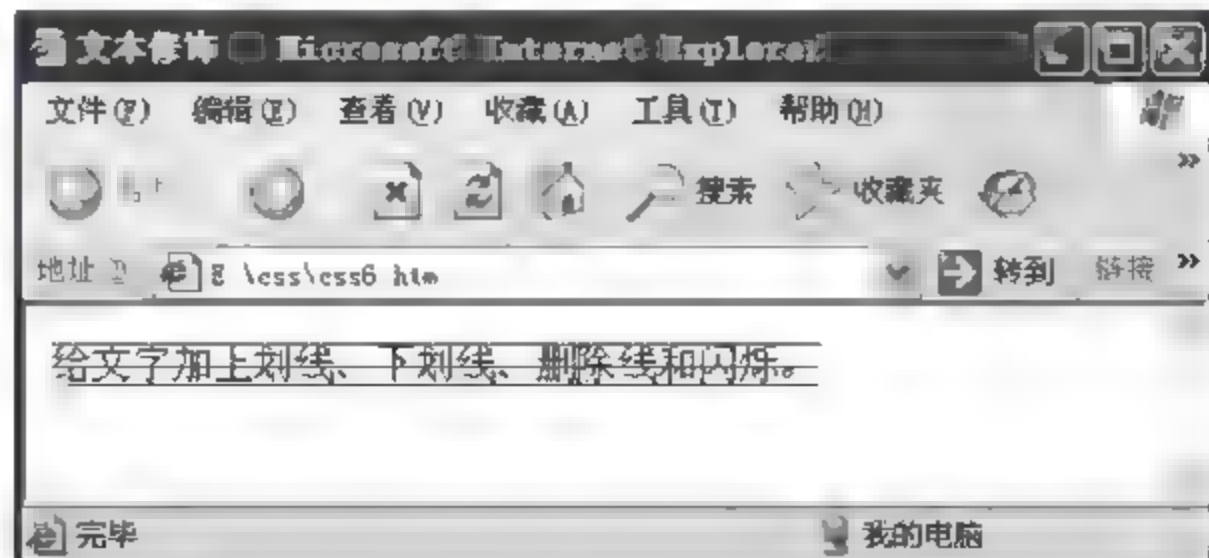 文本修饰 Microsoft Internet Explorer
文件(F) 编辑(E) 查看(V) 收藏(A) 工具(T) 帮助(H)
搜索 收藏夹
地址 E \css\css6 htm 转到 链接 »
给文字加上划线、下划线、删除线和闪烁。
完毕 我的电脑